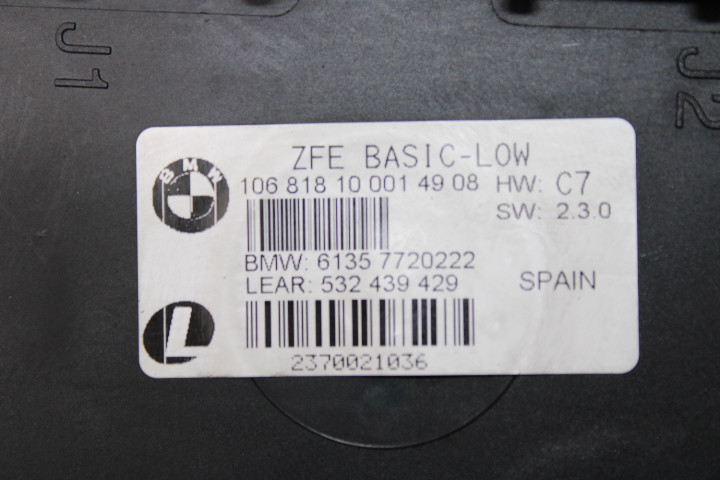 J1
J2
ZFE BASIC-LOW
BMW
106 818 10 001 49 08 HW: C7
SW: 2.3.0
BMW: 6135 7720222
LEAR: 532 439 429 SPAIN
L
2370021036